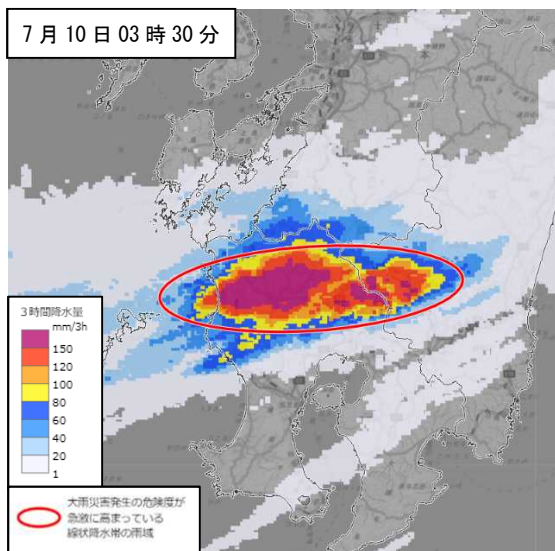 7月10日03時30分
3時間降水量
mm/3h
150
120
100
80
60
40
20
1
大雨災害発生の危険度が
急激に高まっている
線状降水帯の雨域